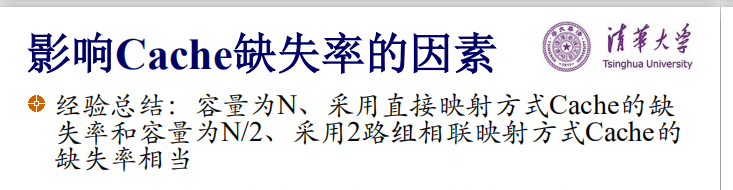 影响Cache缺失率的因素
清华大学
Tsinghua University
经验总结：容量为N、采用直接映射方式Cache的缺
失率和容量为N/2、采用2路组相联映射方式Cache的
缺失率相当